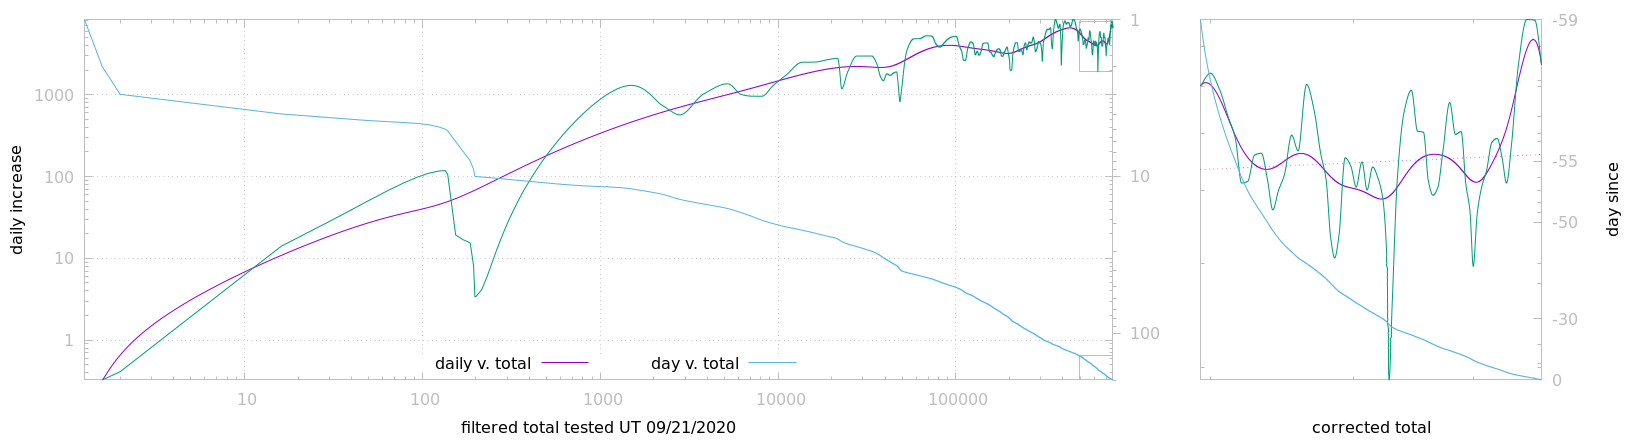 1000
100
10
1
daily increase
daily v. total
day v. total
10
100
1000
10000
100000
filtered total tested UT 09/21/2020
1
10
100
-59
-55
-50
-30
0
day since
corrected total